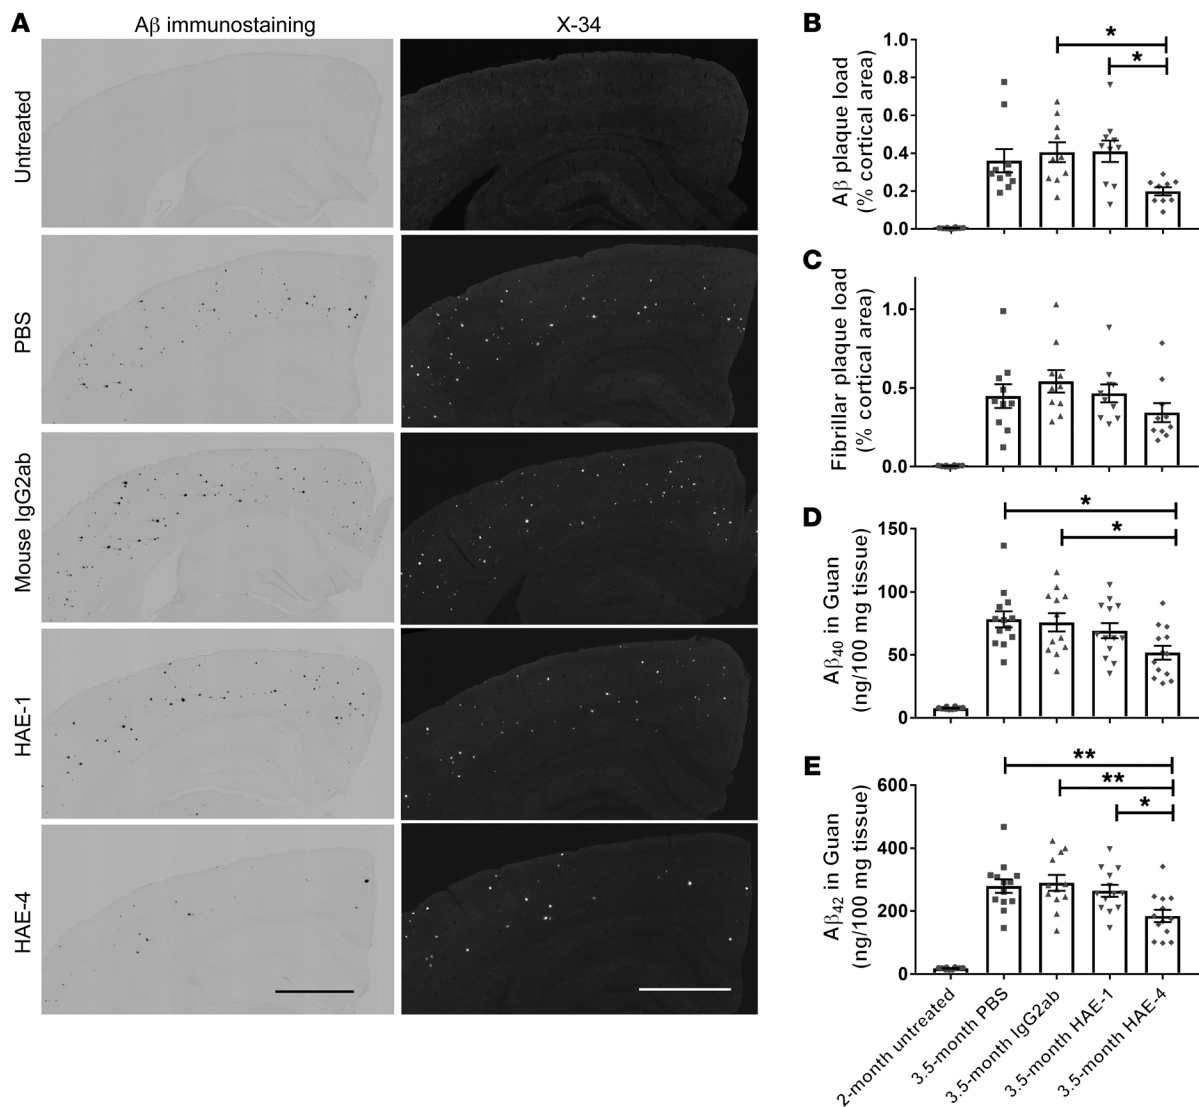 A
Aβ immunostaining
X-34
Untreated
PBS
Mouse IgG2ab
HAE-1
HAE-4
B
Aβ plaque load
(% cortical area)
1.0
0.8
0.6
0.4
0.2
0.0
*
*
C
Fibrillar plaque load
(% cortical area)
1.0
0.5
0.0
D
Aβ40 in Guan
(ng/100 mg tissue)
150
100
50
0
*
*
E
Aβ42 in Guan
(ng/100 mg tissue)
600
400
200
0
**
**
*
2-month untreated
3.5-month PBS
3.5-month IgG2ab
3.5-month HAE-1
3.5-month HAE-4